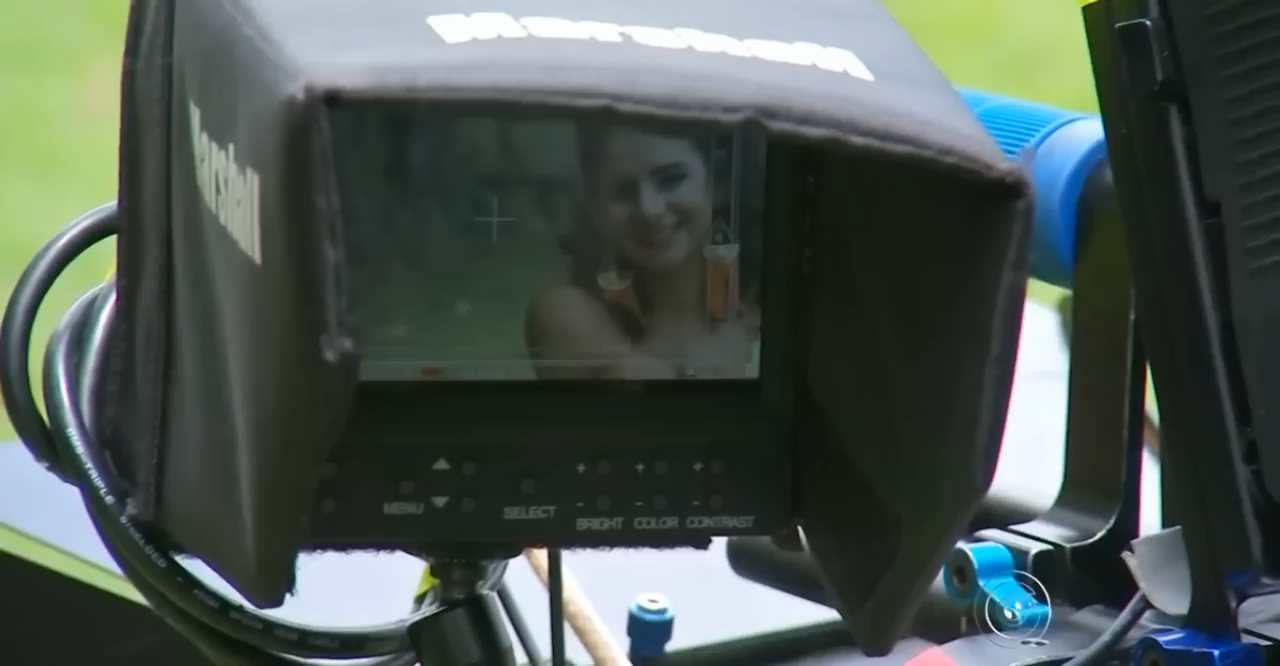 Marshall
Marshall
MENU
SELECT
BRIGHT COLOR CONTRAST
+ + +
- - -